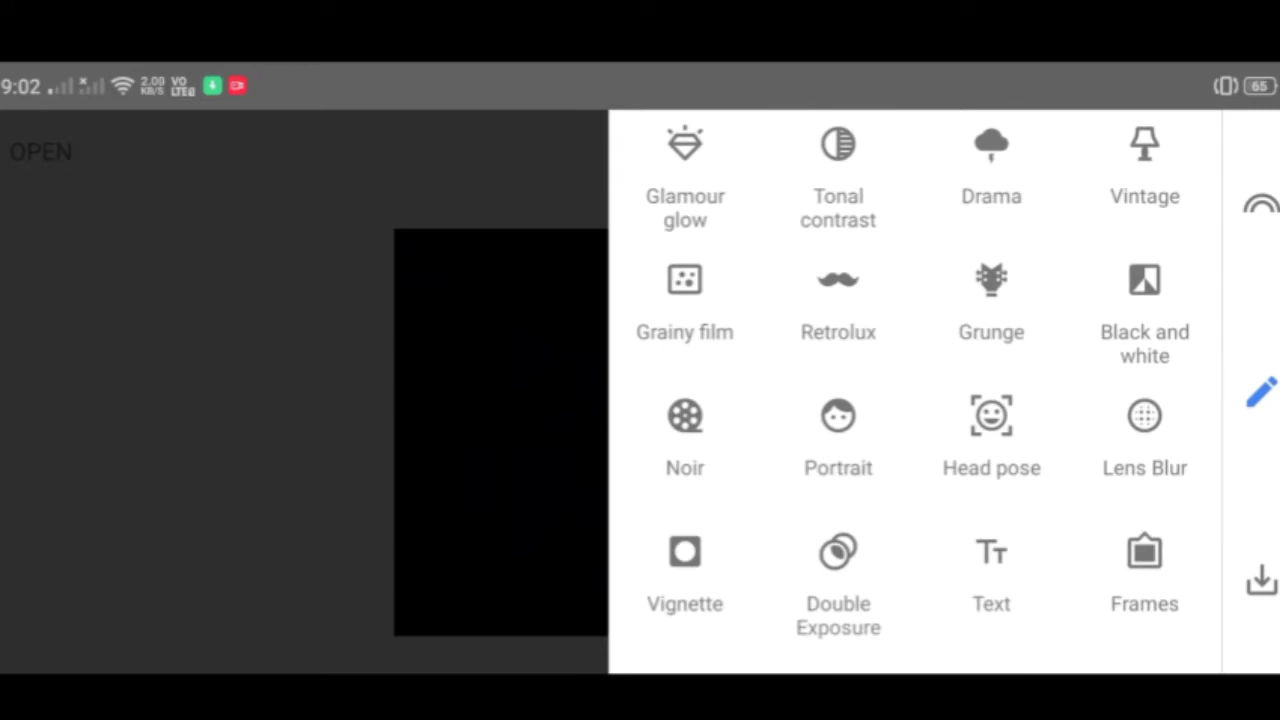 9:02
2.00
KB/S
VO
LTE
65
OPEN
Glamour
glow
Tonal
contrast
Drama
Vintage
Grainy film
Retrolux
Grunge
Black and
white
Noir
Portrait
Head pose
Lens Blur
Vignette
Double
Exposure
Text
Frames